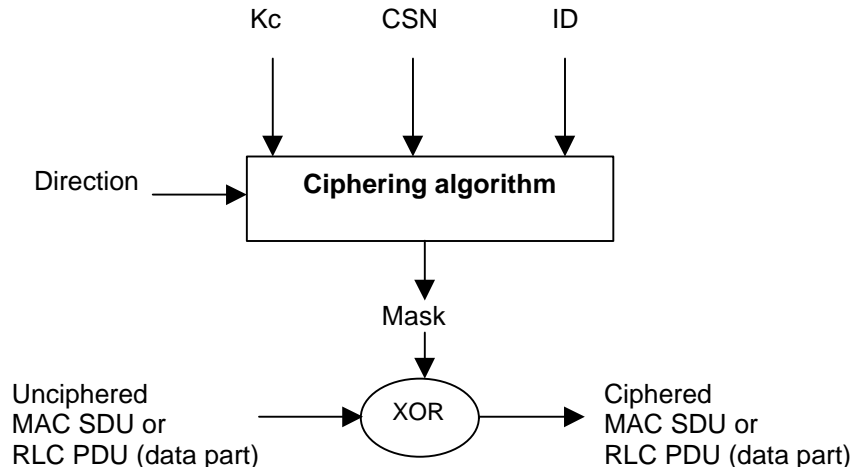 Kc CSN ID
Direction
Ciphering algorithm
Mask
Unciphered
MAC SDU or
RLC PDU (data part)
XOR
Ciphered
MAC SDU or
RLC PDU (data part)